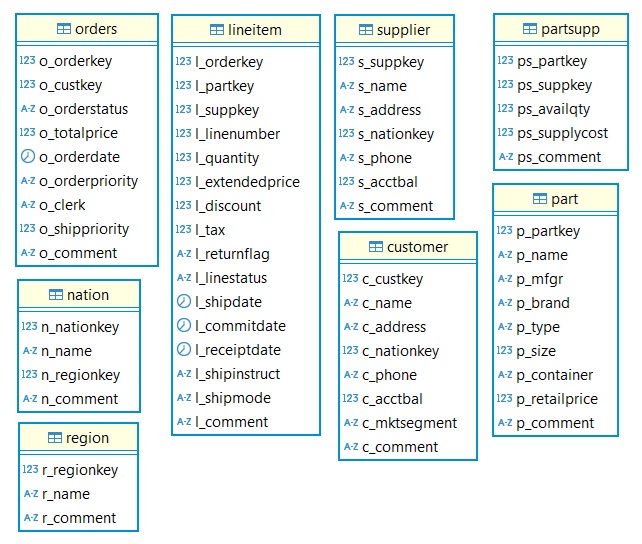 orders
123 o_orderkey
123 o_custkey
A-Z o_orderstatus
123 o_totalprice
o_orderdate
A-Z o_orderpriority
A-Z o_clerk
123 o_shippriority
A-Z o_comment
nation
123 n_nationkey
A-Z n_name
123 n_regionkey
A-Z n_comment
region
123 r_regionkey
A-Z r_name
A-Z r_comment
lineitem
123 l_orderkey
123 l_partkey
123 l_suppkey
123 l_linenumber
123 l_quantity
123 l_extendedprice
123 l_discount
123 l_tax
A-Z l_returnflag
A-Z l_linestatus
l_shipdate
l_commitdate
l_receiptdate
A-Z l_shipinstruct
A-Z l_shipmode
A-Z l_comment
supplier
123 s_suppkey
A-Z s_name
A-Z s_address
123 s_nationkey
A-Z s_phone
123 s_acctbal
A-Z s_comment
customer
123 c_custkey
A-Z c_name
A-Z c_address
123 c_nationkey
A-Z c_phone
123 c_acctbal
A-Z c_mktsegment
A-Z c_comment
partsupp
123 ps_partkey
123 ps_suppkey
123 ps_availqty
123 ps_supplycost
A-Z ps_comment
part
123 p_partkey
A-Z p_name
A-Z p_mfgr
A-Z p_brand
A-Z p_type
123 p_size
A-Z p_container
123 p_retailprice
A-Z p_comment